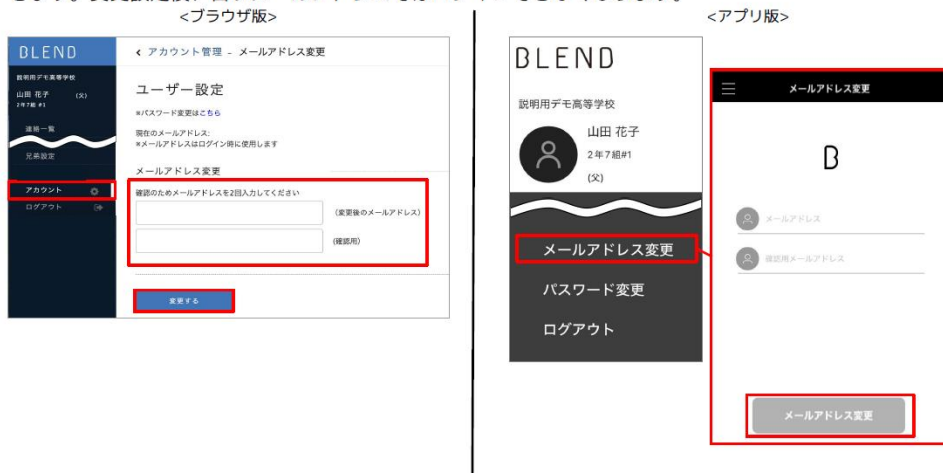 <ブラウザ版>
BLEND
説明用デモ高等学校
山田 花子 (父)
2年7組 #1
連絡一覧
兄弟設定
アカウント
ログアウト
‹ アカウント管理 - メールアドレス変更
ユーザー設定
※パスワード変更はこちら
現在のメールアドレス:
※メールアドレスはログイン時に使用します
メールアドレス変更
確認のためメールアドレスを2回入力してください
(変更後のメールアドレス)
(確認用)
変更する
<アプリ版>
BLEND
説明用デモ高等学校
山田 花子
2年7組#1
(父)
メールアドレス変更
パスワード変更
ログアウト
メールアドレス変更
B
メールアドレス
確認用メールアドレス
メールアドレス変更